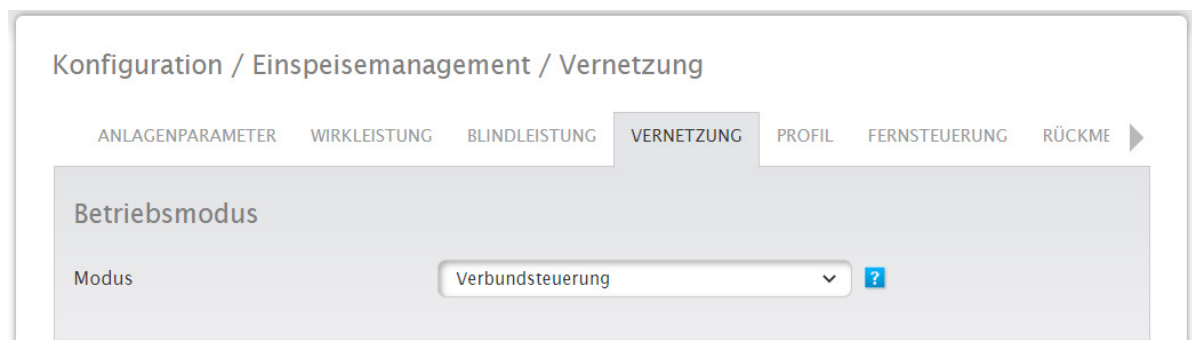 Konfiguration / Einspeisemanagement / Vernetzung
ANLAGENPARAMETER WIRKLEISTUNG BLINDLEISTUNG VERNETZUNG PROFIL FERNSTEUERUNG RÜCKME
Betriebsmodus
Modus Verbundsteuerung ?